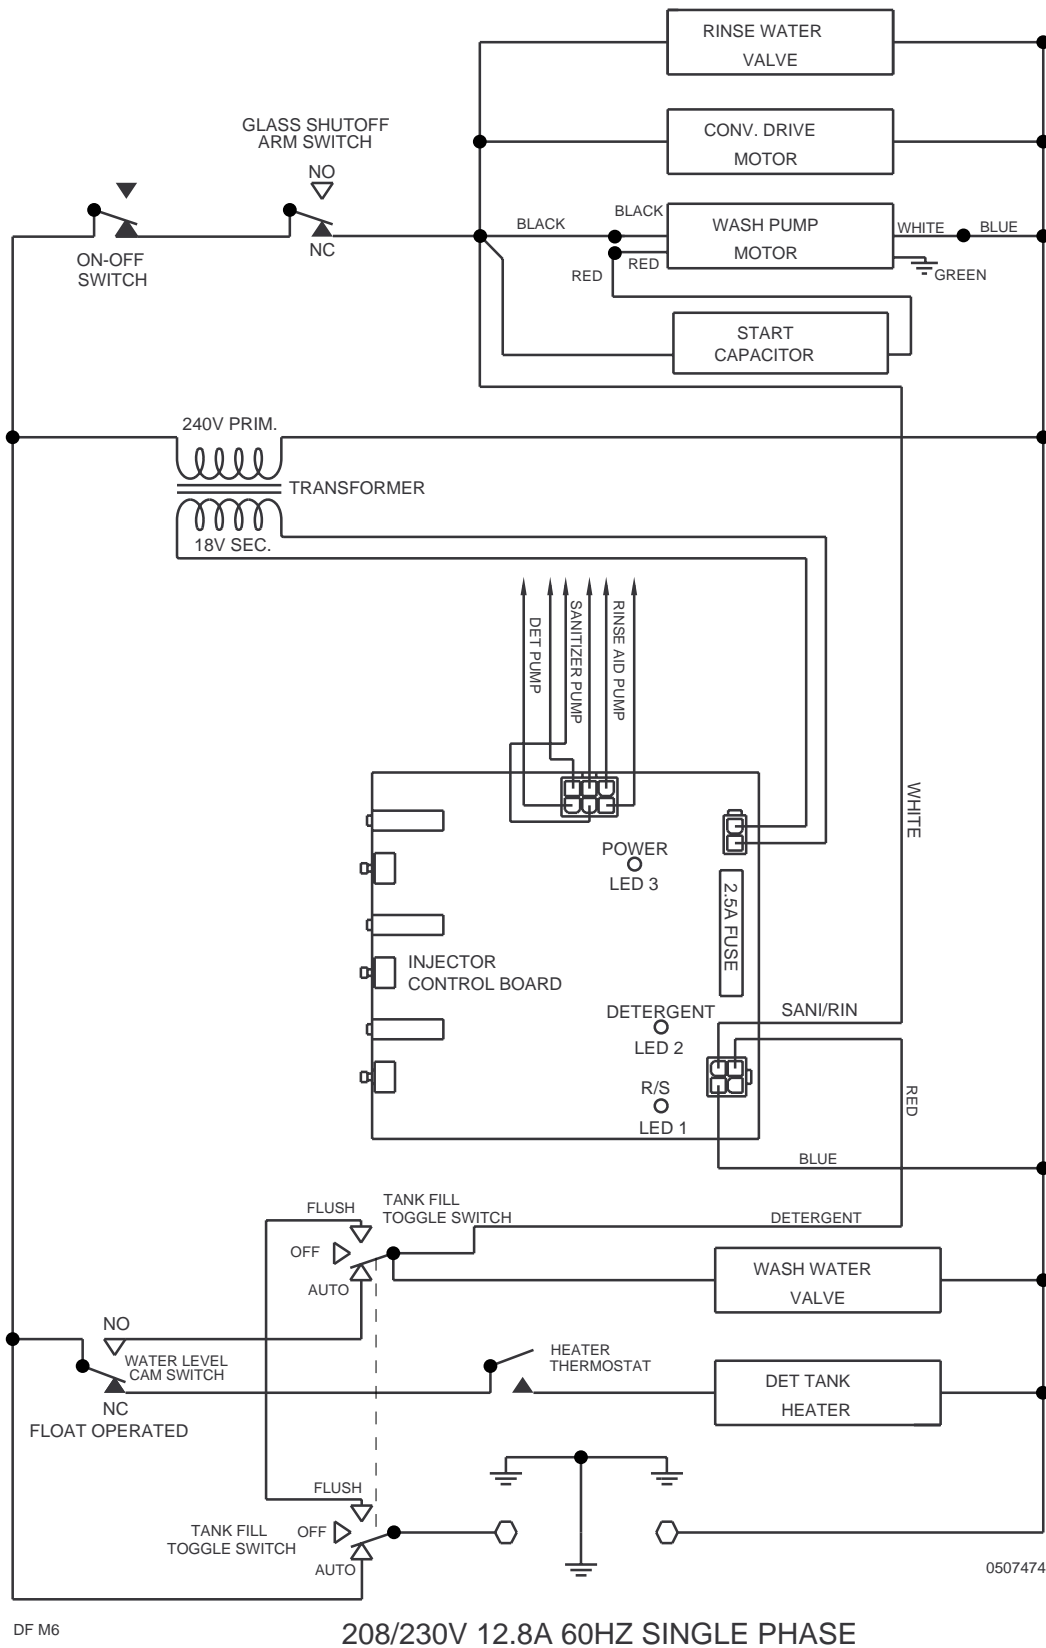 RINSE WATER
VALVE
GLASS SHUTOFF
ARM SWITCH
CONV. DRIVE
MOTOR
NO
BLACK
BLACK
WASH PUMP
MOTOR
WHITE
BLUE
NC
ON-OFF
SWITCH
RED
RED
GREEN
START
CAPACITOR
240V PRIM.
TRANSFORMER
18V SEC.
DET PUMP
SANITIZER PUMP
RINSE AID PUMP
WHITE
POWER
LED 3
2.5A FUSE
INJECTOR
CONTROL BOARD
DETERGENT
LED 2
SANI/RIN
R/S
LED 1
RED
BLUE
FLUSH
TANK FILL
TOGGLE SWITCH
DETERGENT
OFF
AUTO
WASH WATER
VALVE
NO
WATER LEVEL
CAM SWITCH
HEATER
THERMOSTAT
DET TANK
HEATER
NC
FLOAT OPERATED
FLUSH
TANK FILL
TOGGLE SWITCH
OFF
AUTO
0507474
DF M6
208/230V 12.8A 60HZ SINGLE PHASE